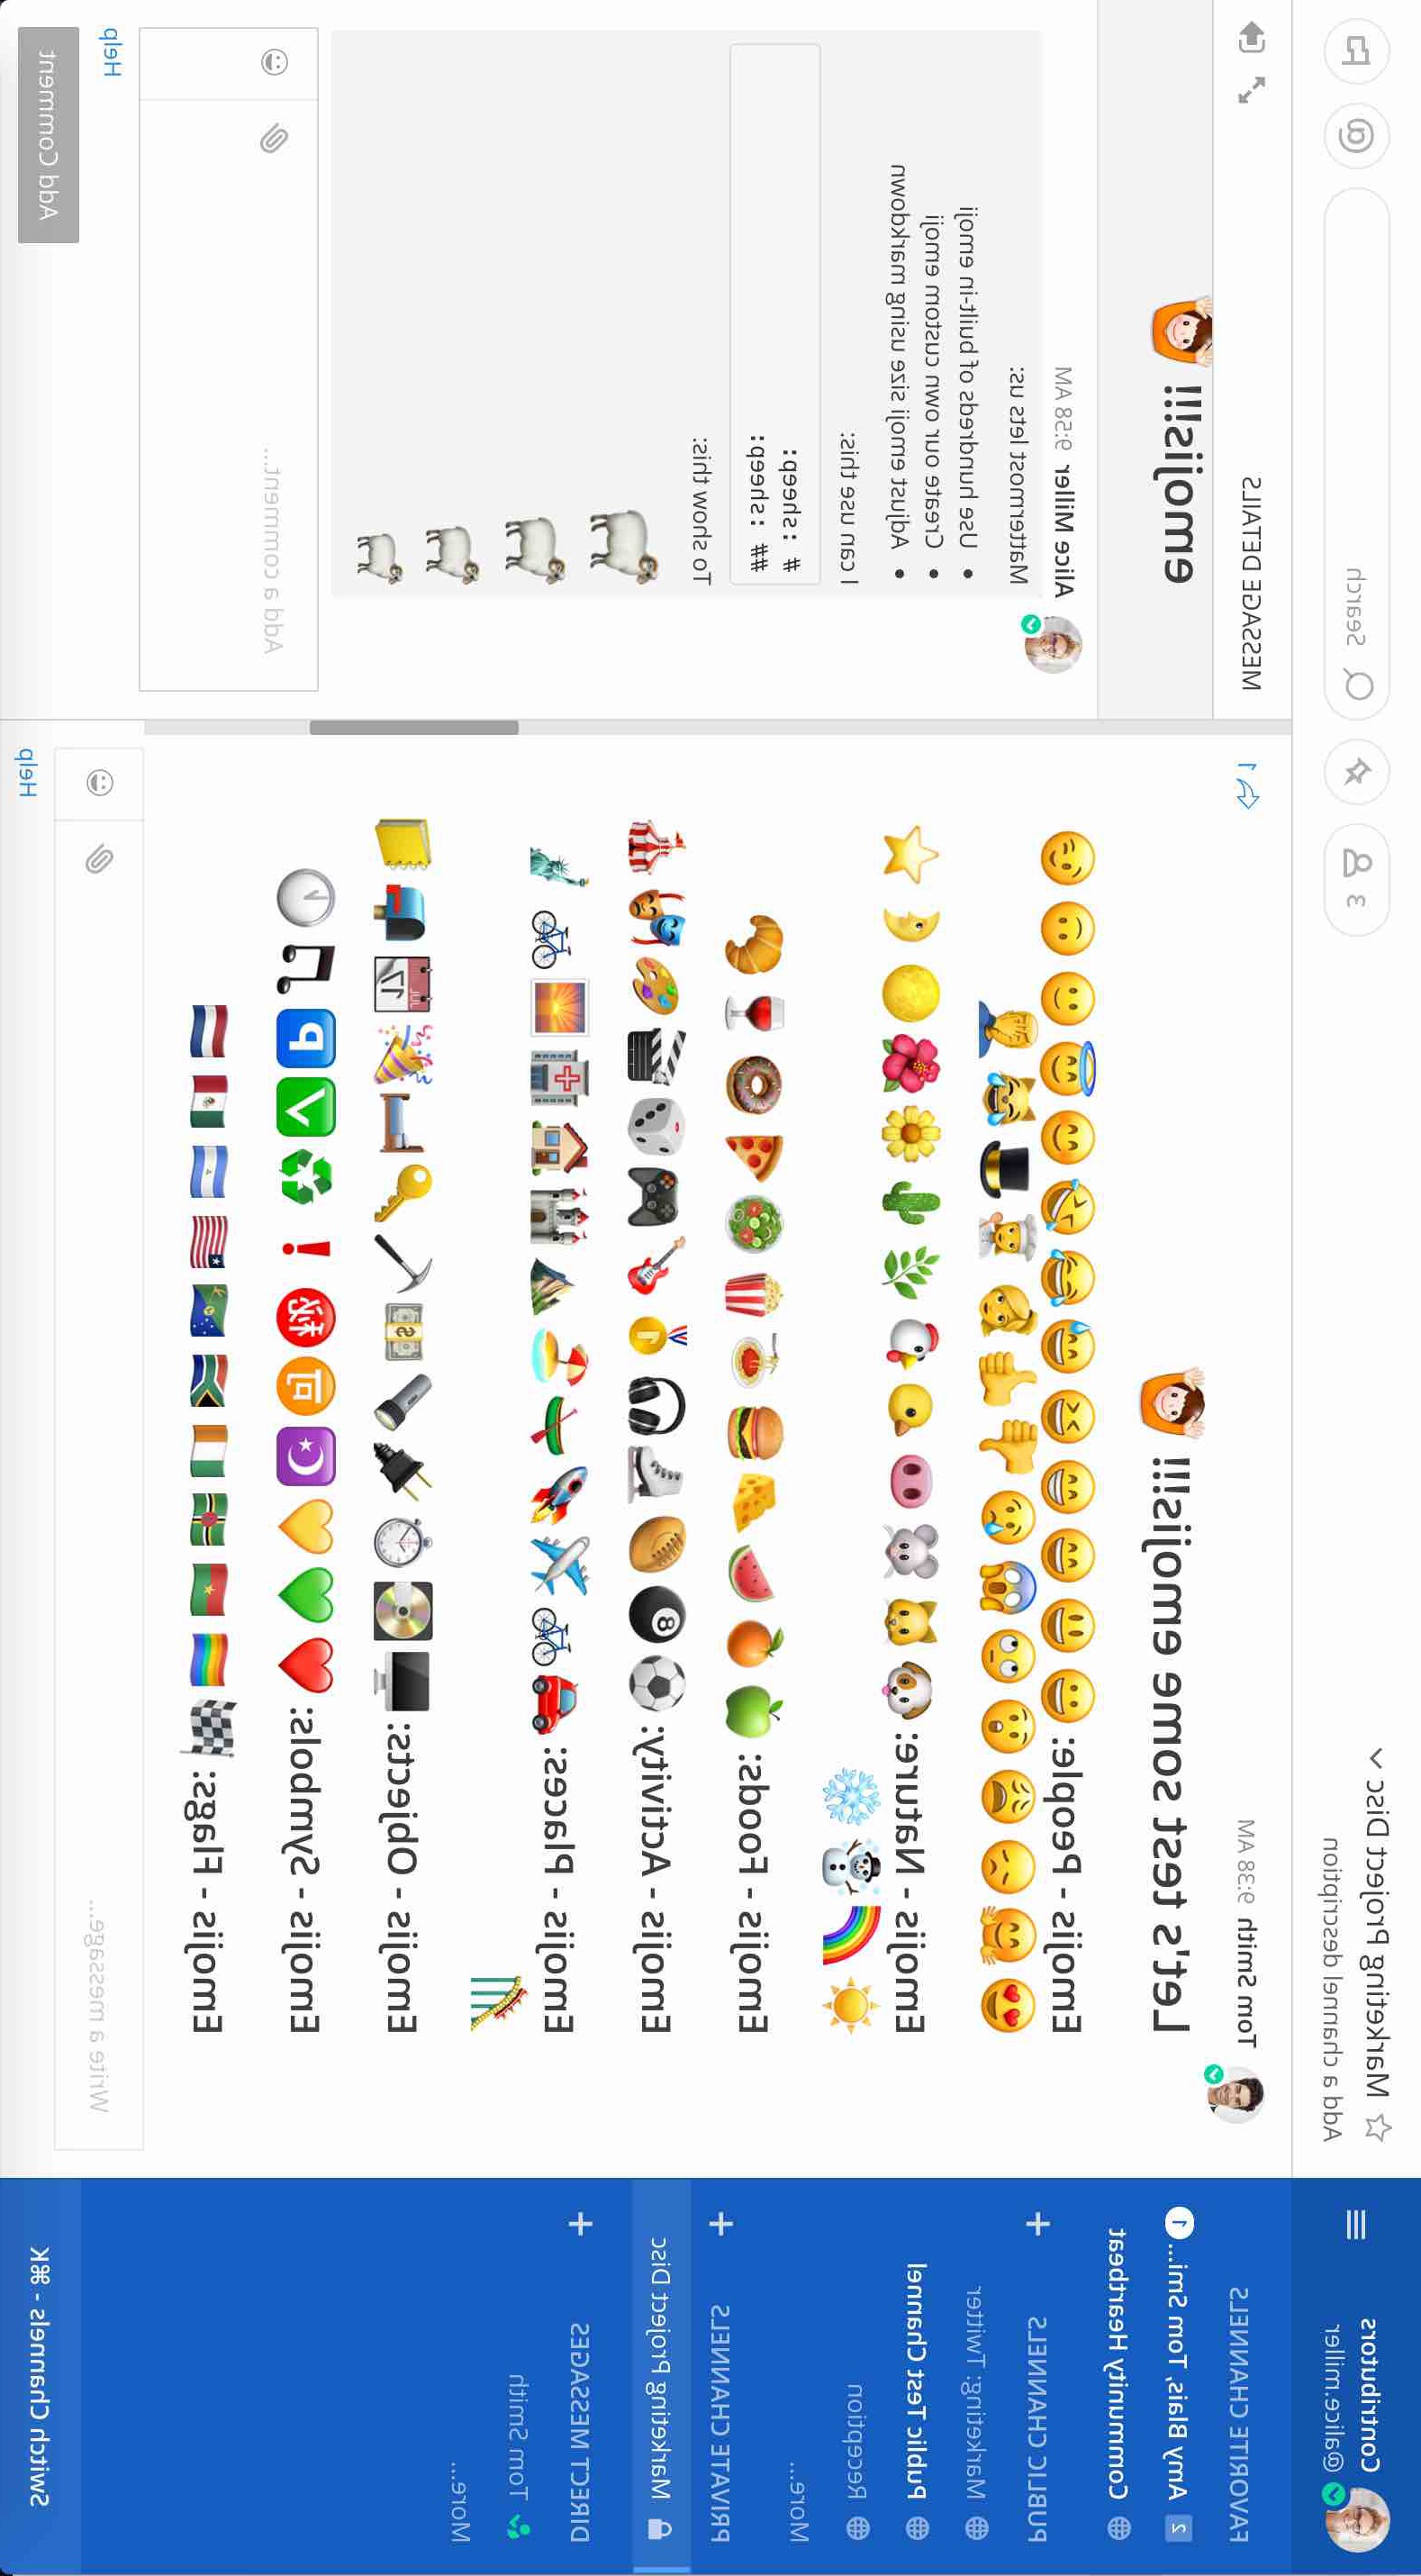 Contributors
@alice.miller
FAVORITE CHANNELS
2 Amy Blais, Tom Smi... 1
Community Heartbeat
PUBLIC CHANNELS +
Marketing: Twitter
Public Test Channel
Reception
More...
PRIVATE CHANNELS +
Marketing Project Disc
DIRECT MESSAGES +
Tom Smith
More...
Switch Channels - ⌘K
Marketing Project Disc
Add a channel description
3
Search
@
Tom Smith 9:38 AM
1
Let's test some emojis!!!
Emojis - People:
Emojis - Nature:
Emojis - Foods:
Emojis - Activity:
8
1
Emojis - Places:
Emojis - Objects:
$
JUL
17
Emojis - Symbols:
可 秘 P
Emojis - Flags:
Write a message...
Help
MESSAGE DETAILS
emojis!!!
Alice Miller 9:58 AM
Mattermost lets us:
• Use hundreds of built-in emoji
• Create our own custom emoji
• Adjust emoji size using markdown
I can use this:
# :sheep:
## :sheep:
To show this:
Add a comment...
Help
Add Comment